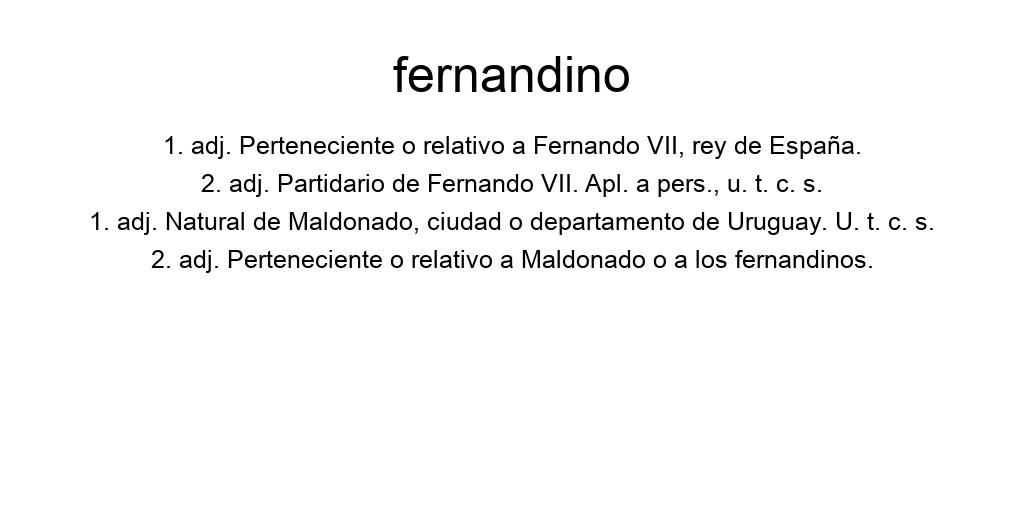 fernandino
1. adj. Perteneciente o relativo a Fernando VII, rey de España.
2. adj. Partidario de Fernando VII. Apl. a pers., u. t. c. s.
1. adj. Natural de Maldonado, ciudad o departamento de Uruguay. U. t. c. s.
2. adj. Perteneciente o relativo a Maldonado o a los fernandinos.